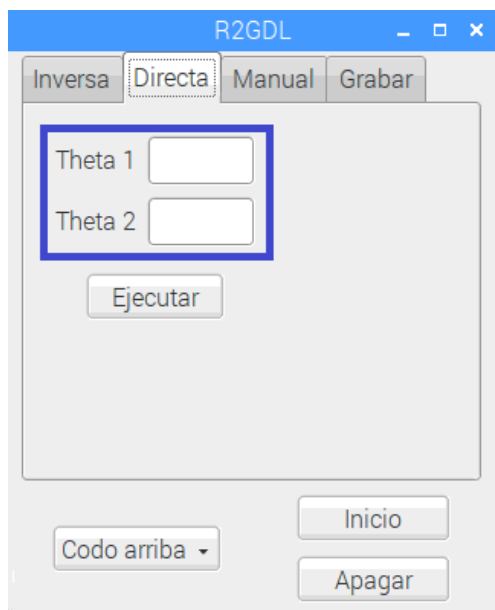 R2GDL
Inversa Directa Manual Grabar
Theta 1
Theta 2
Ejecutar
Inicio
Codo arriba
Apagar